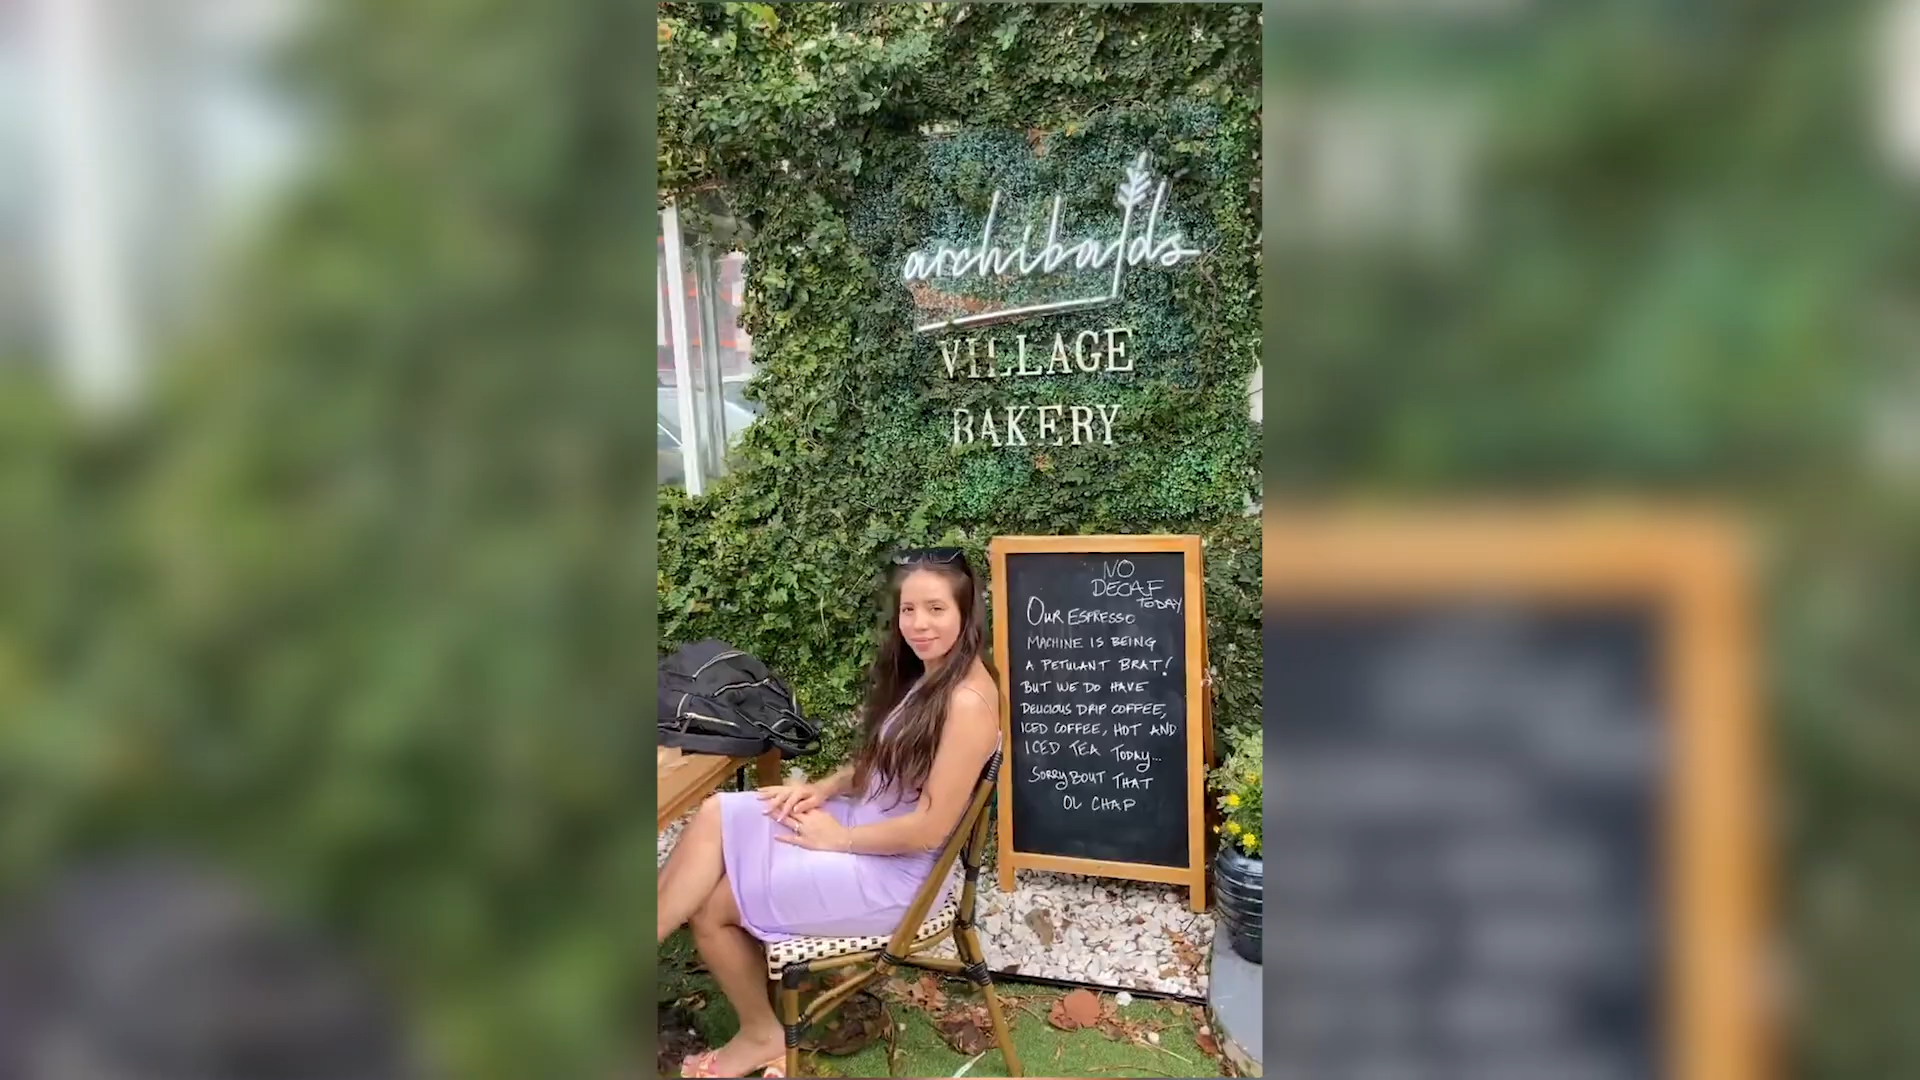 archibalds
VILLAGE
BAKERY
NO
DECAF
TODAY
OUR ESPRESSO
MACHINE IS BEING
A PETULANT BRAT!
BUT WE DO HAVE
DELICIOUS DRIP COFFEE,
ICED COFFEE, HOT AND
ICED TEA TODAY...
SORRY BOUT THAT
OL CHAP